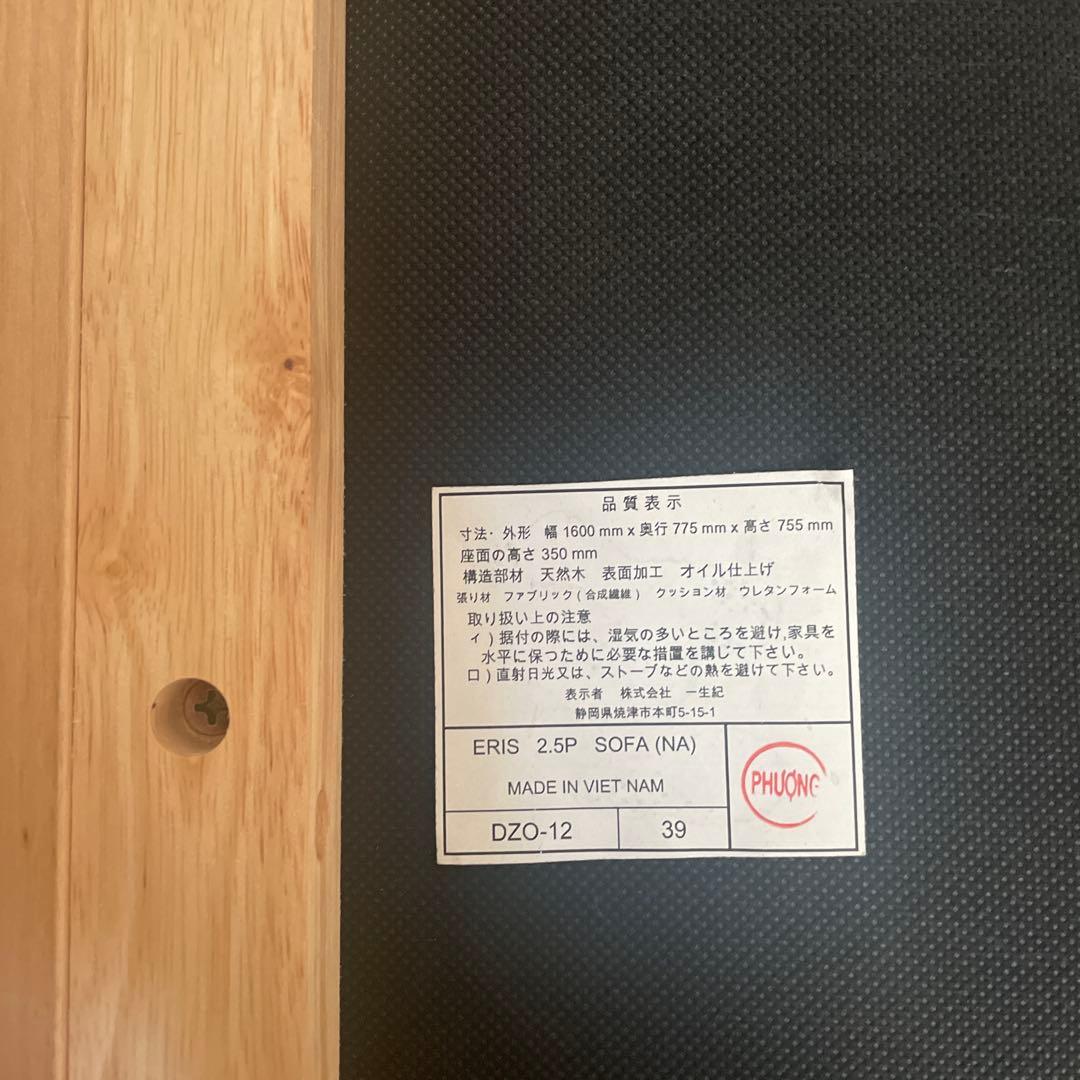 品質表示
寸法・外形 幅 1600 mm x 奥行 775 mm x 高さ 755 mm
座面の高さ 350 mm
構造部材 天然木 表面加工 オイル仕上げ
張り材 ファブリック(合成繊維) クッション材 ウレタンフォーム
取り扱い上の注意
ィ)据付の際には、湿気の多いところを避け,家具を
水平に保つために必要な措置を講じて下さい。
口)直射日光又は、ストーブなどの熱を避けて下さい。
表示者 株式会社 一生紀
静岡県焼津市本町5-15-1
ERIS 2.5P SOFA (NA)
MADE IN VIET NAM
DZO-12 39
PHƯỢNG